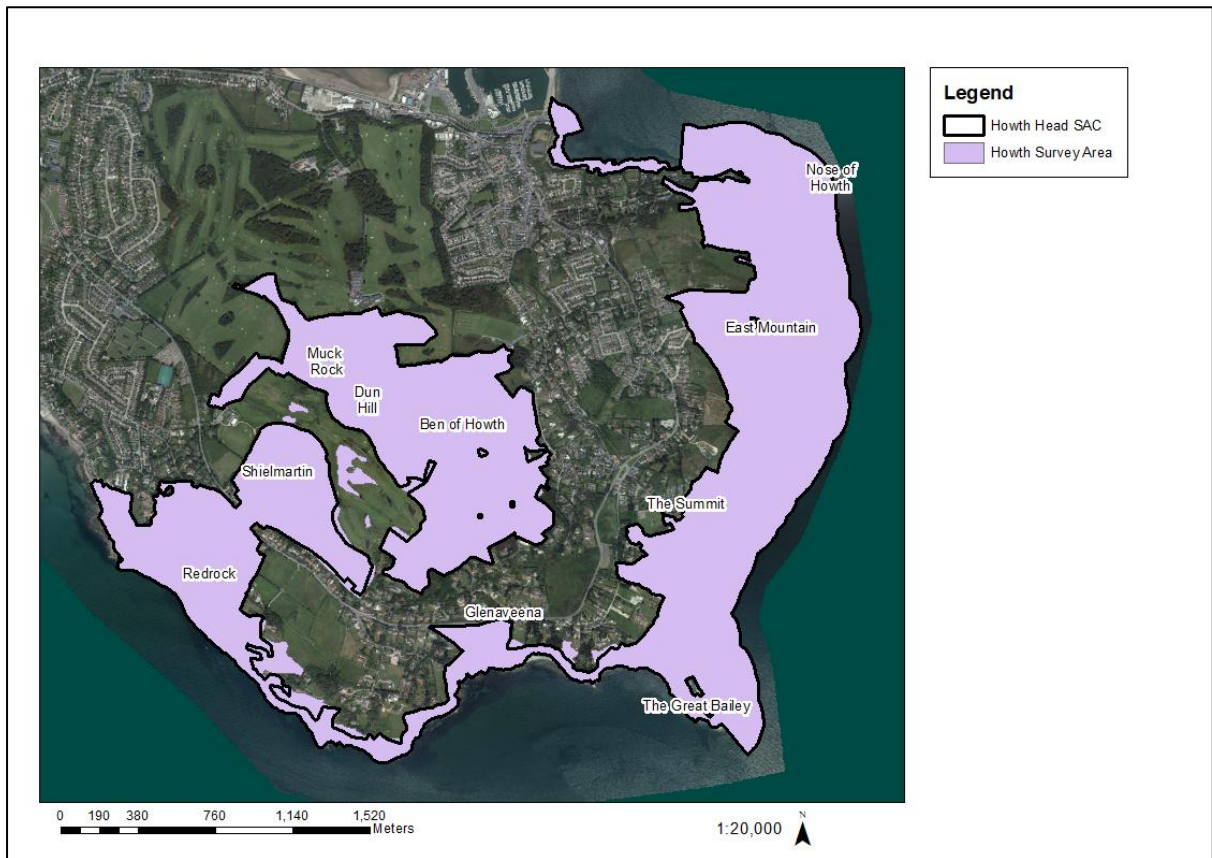 Legend
Howth Head SAC
Howth Survey Area
Nose of
Howth
East Mountain
Muck
Rock
Dun
Hill
Ben of Howth
Shielmartin
The Summit
Redrock
Glenaveena
The Great Bailey
0 190 380 760 1,140 1,520
Meters
1:20,000
N